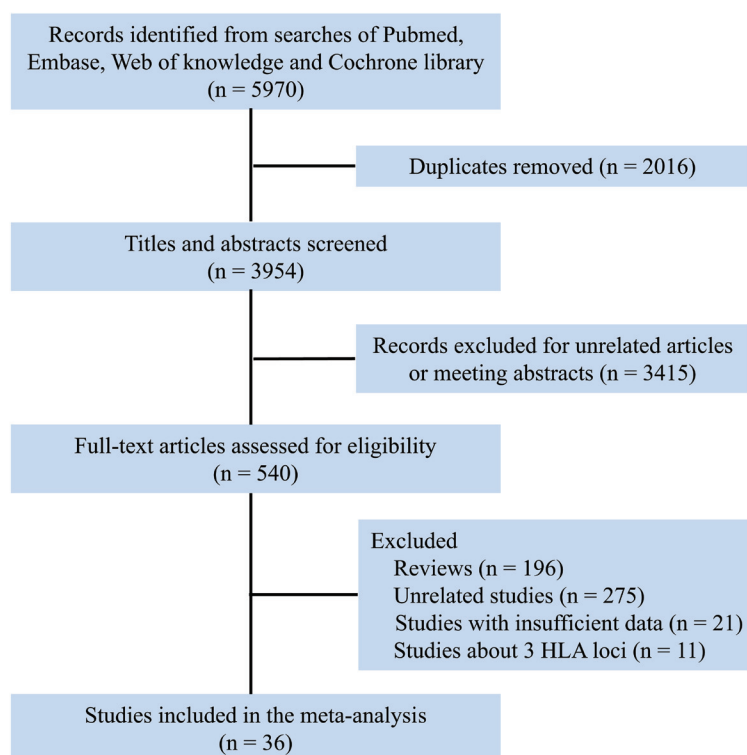 Records identified from searches of Pubmed,
Embase, Web of knowledge and Cochrone library
(n = 5970)
Duplicates removed (n = 2016)
Titles and abstracts screened
(n = 3954)
Records excluded for unrelated articles
or meeting abstracts (n = 3415)
Full-text articles assessed for eligibility
(n = 540)
Excluded
Reviews (n = 196)
Unrelated studies (n = 275)
Studies with insufficient data (n = 21)
Studies about 3 HLA loci (n = 11)
Studies included in the meta-analysis
(n = 36)